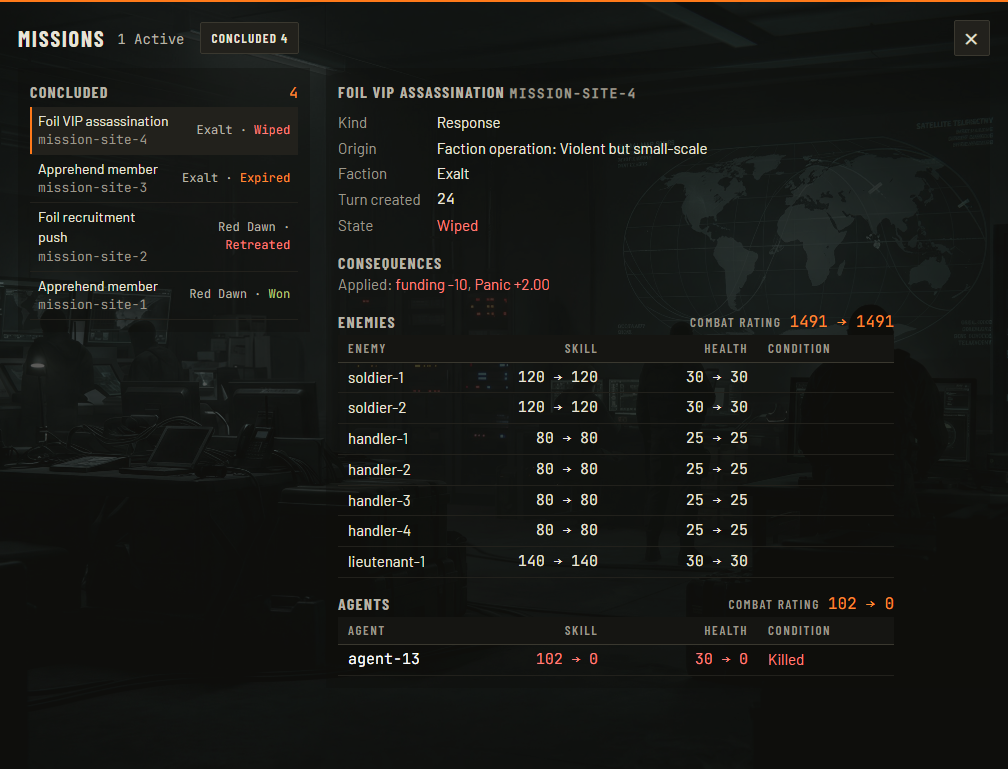 MISSIONS 1 Active CONCLUDED 4 ✕
CONCLUDED 4
Foil VIP assassination
mission-site-4
Exalt · Wiped
Apprehend member
mission-site-3
Exalt · Expired
Foil recruitment
push
mission-site-2
Red Dawn ·
Retreated
Apprehend member
mission-site-1
Red Dawn · Won
FOIL VIP ASSASSINATION MISSION-SITE-4
Kind Response
Origin Faction operation: Violent but small-scale
Faction Exalt
Turn created 24
State Wiped
CONSEQUENCES
Applied: funding -10, Panic +2.00
ENEMIES COMBAT RATING 1491 → 1491
ENEMY SKILL HEALTH CONDITION
soldier-1 120 → 120 30 → 30
soldier-2 120 → 120 30 → 30
handler-1 80 → 80 25 → 25
handler-2 80 → 80 25 → 25
handler-3 80 → 80 25 → 25
handler-4 80 → 80 25 → 25
lieutenant-1 140 → 140 30 → 30
AGENTS COMBAT RATING 102 → 0
AGENT SKILL HEALTH CONDITION
agent-13 102 → 0 30 → 0 Killed